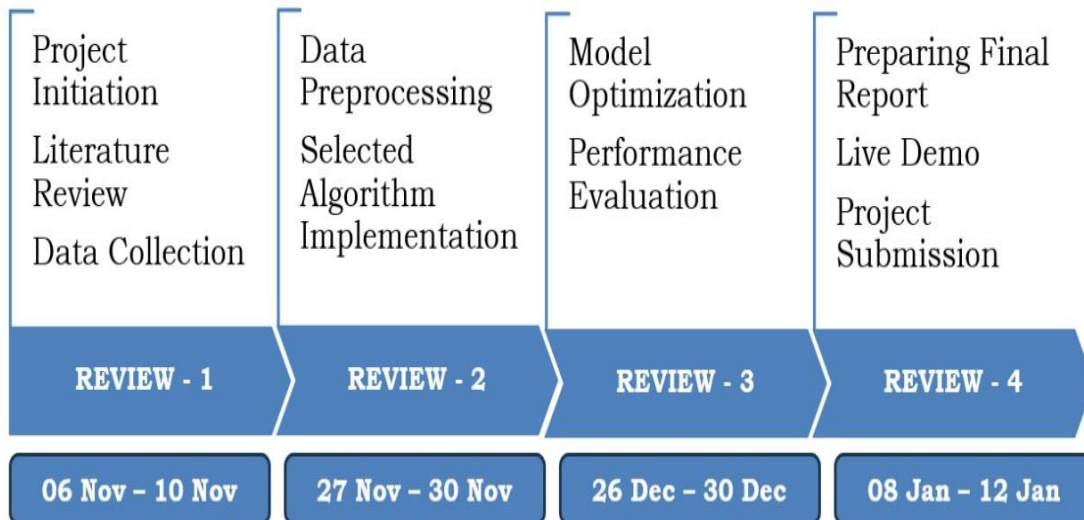 Project
Initiation
Literature
Review
Data Collection
Data
Preprocessing
Selected
Algorithm
Implementation
Model
Optimization
Performance
Evaluation
Preparing Final
Report
Live Demo
Project
Submission
REVIEW - 1
REVIEW - 2
REVIEW - 3
REVIEW - 4
06 Nov – 10 Nov
27 Nov – 30 Nov
26 Dec – 30 Dec
08 Jan – 12 Jan